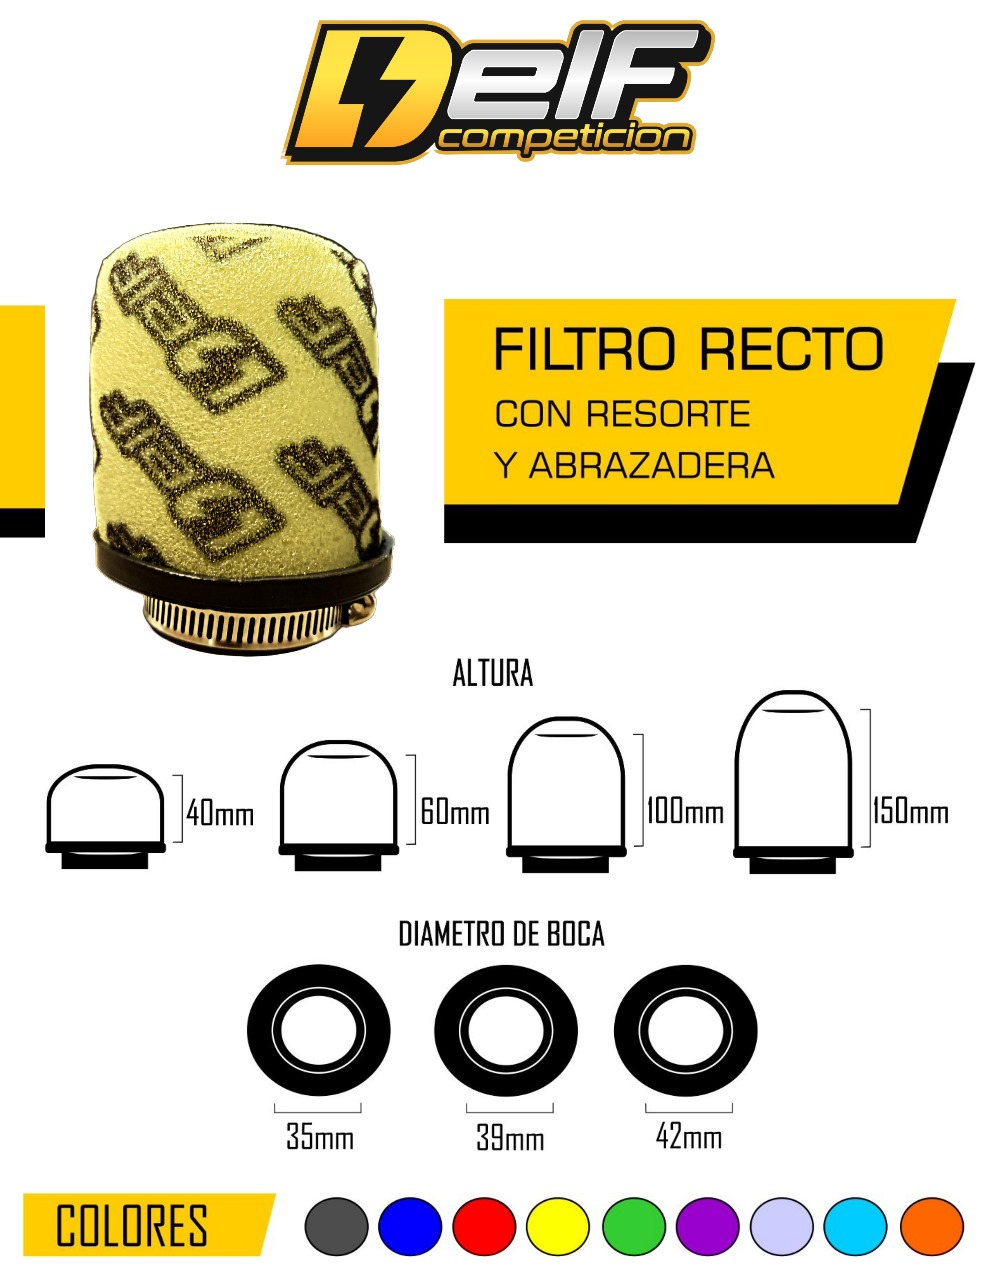 Delf
competicion
FILTRO RECTO
CON RESORTE
Y ABRAZADERA
ALTURA
40mm
60mm
100mm
150mm
DIAMETRO DE BOCA
35mm
39mm
42mm
COLORES